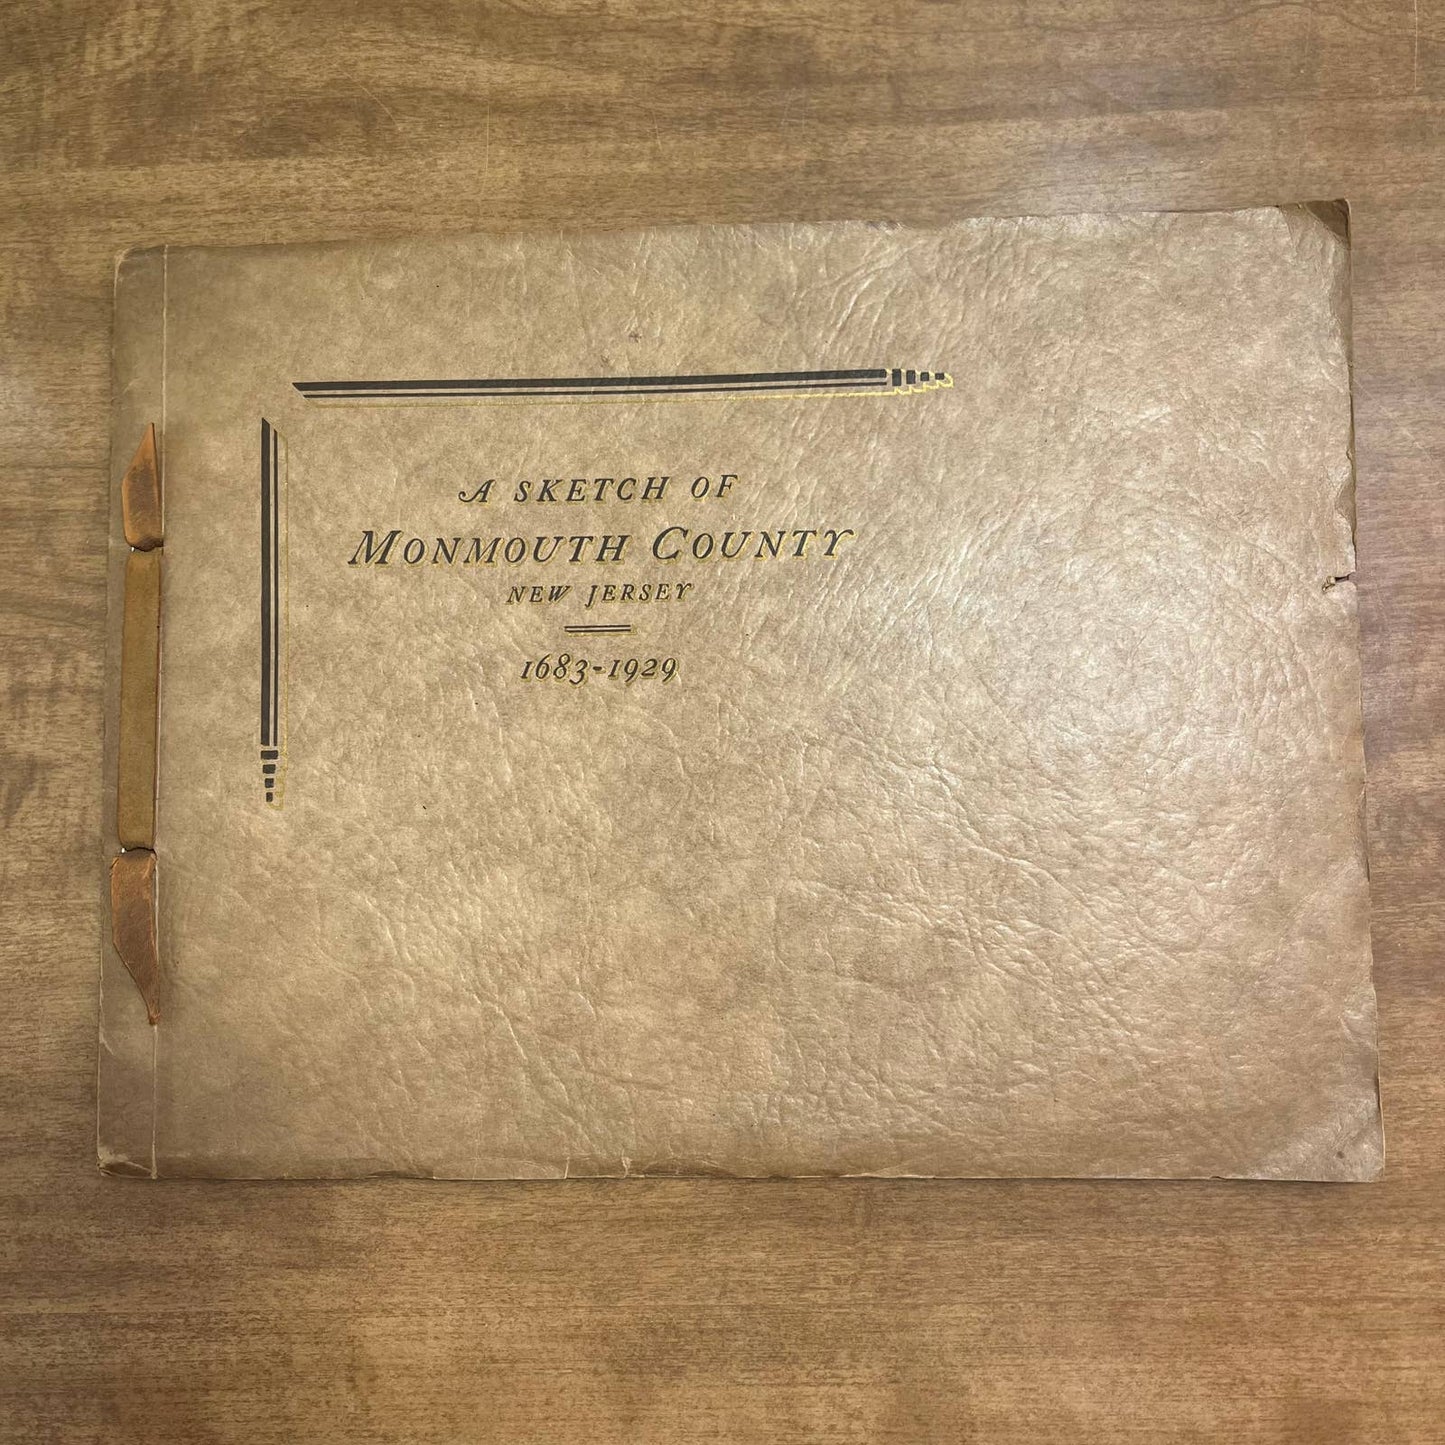 A SKETCH OF
MONMOUTH COUNTY
NEW JERSEY
1683-1929